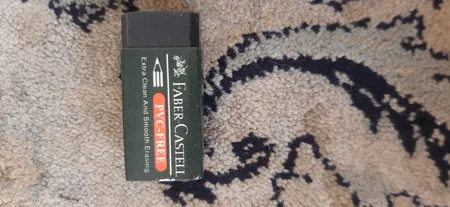 FABER-CASTELL
PVC-FREE
Extra Clean And Smooth Erasing